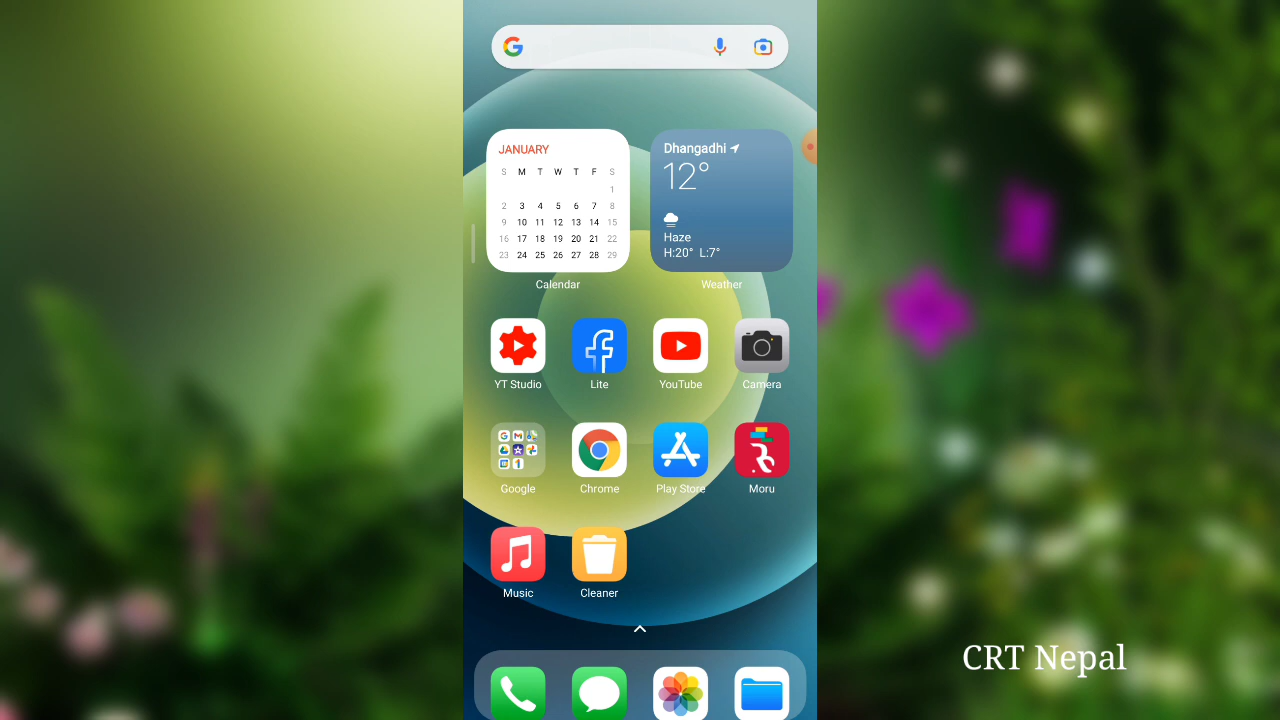 JANUARY
S M T W T F S
1
2 3 4 5 6 7 8
9 10 11 12 13 14 15
16 17 18 19 20 21 22
23 24 25 26 27 28 29
Calendar
Dhangadhi
12°
Haze
H:20° L:7°
Weather
YT Studio
Lite
YouTube
Camera
Google
Chrome
Play Store
Moru
Music
Cleaner
CRT Nepal